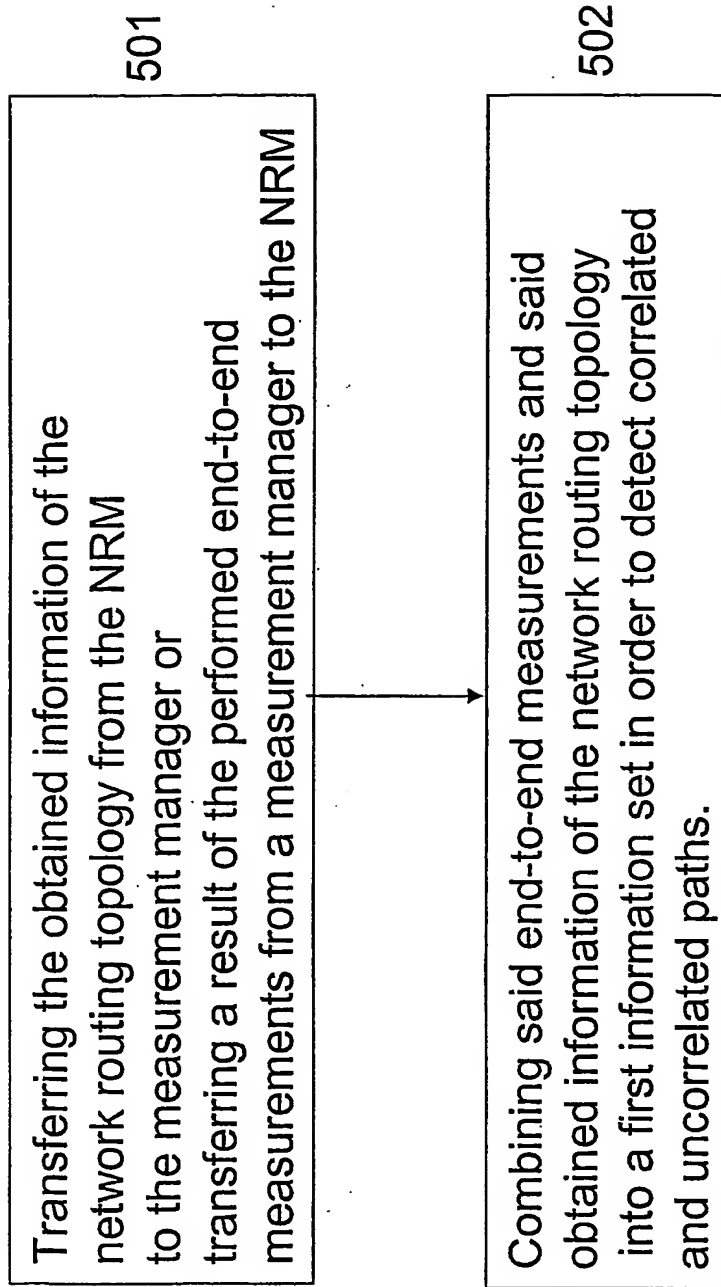 Transferring the obtained information of the
network routing topology from the NRM
to the measurement manager or
transferring a result of the performed end-to-end
measurements from a measurement manager to the NRM
501
Combining said end-to-end measurements and said
obtained information of the network routing topology
into a first information set in order to detect correlated
and uncorrelated paths.
502